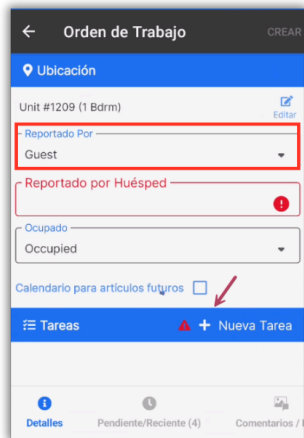 Orden de Trabajo CREAR
Ubicación
Unit #1209 (1 Bdrm)
Editar
Reportado Por
Guest
Reportado por Huésped
Ocupado
Occupied
Calendario para artículos futuros
Tareas + Nueva Tarea
Detalles Pendiente/Reciente (4) Comentarios /